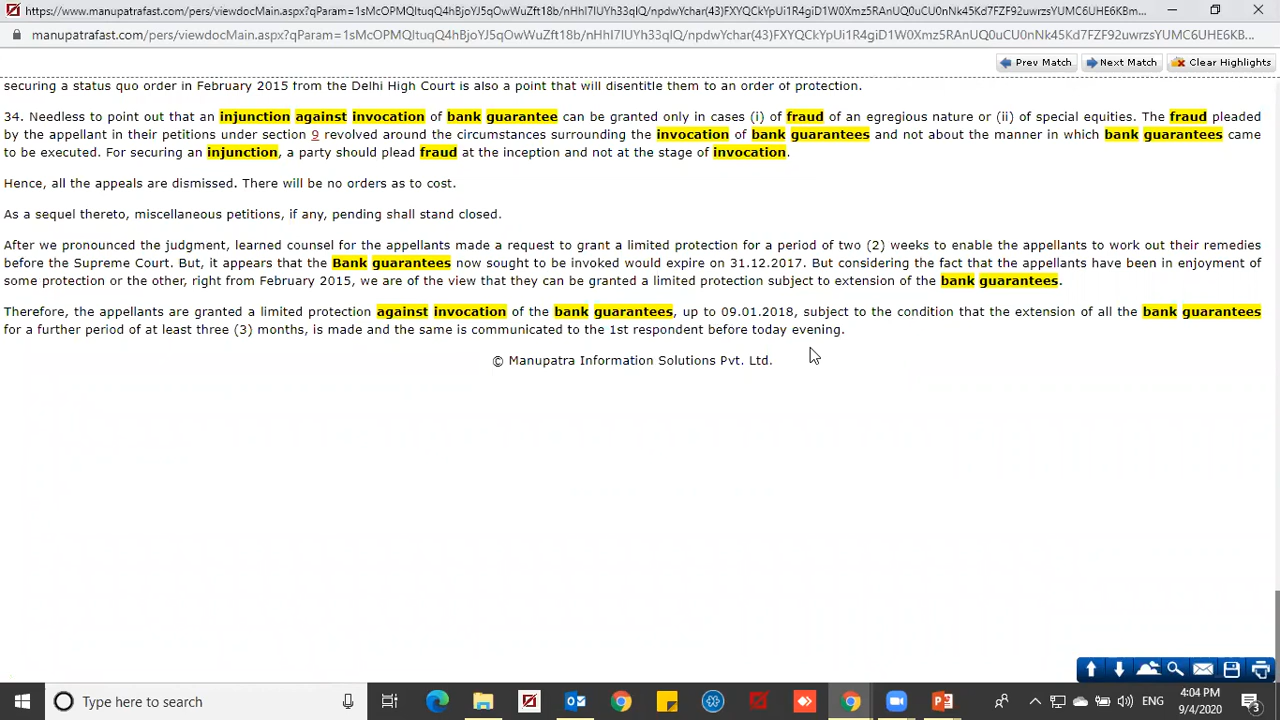 https://www.manupatrafast.com/pers/viewdocMain.aspx?qParam=1sMcOPMQItuqQ4hBjoYJ5qOwWuZft18b/nHhI7IUYh33qIQ/npdwYchar(43)FXYQCkYpUi1R4giD1W0Xmz5RAnUQ0uCU0nNk45Kd7FZF92uwrzsYUMC6UHE6KB...
manupatrafast.com/pers/viewdocMain.aspx?qParam=1sMcOPMQItuqQ4hBjoYJ5qOwWuZft18b/nHhI7IUYh33qIQ/npdwYchar(43)FXYQCkYpUi1R4giD1W0Xmz5RAnUQ0uCU0nNk45Kd7FZF92uwrzsYUMC6UHE6KB...
Prev Match Next Match Clear Highlights
securing a status quo order in February 2015 from the Delhi High Court is also a point that will disentitle them to an order of protection.
34. Needless to point out that an injunction against invocation of bank guarantee can be granted only in cases (i) of fraud of an egregious nature or (ii) of special equities. The fraud pleaded
by the appellant in their petitions under section 9 revolved around the circumstances surrounding the invocation of bank guarantees and not about the manner in which bank guarantees came
to be executed. For securing an injunction, a party should plead fraud at the inception and not at the stage of invocation.
Hence, all the appeals are dismissed. There will be no orders as to cost.
As a sequel thereto, miscellaneous petitions, if any, pending shall stand closed.
After we pronounced the judgment, learned counsel for the appellants made a request to grant a limited protection for a period of two (2) weeks to enable the appellants to work out their remedies
before the Supreme Court. But, it appears that the Bank guarantees now sought to be invoked would expire on 31.12.2017. But considering the fact that the appellants have been in enjoyment of
some protection or the other, right from February 2015, we are of the view that they can be granted a limited protection subject to extension of the bank guarantees.
Therefore, the appellants are granted a limited protection against invocation of the bank guarantees, up to 09.01.2018, subject to the condition that the extension of all the bank guarantees
for a further period of at least three (3) months, is made and the same is communicated to the 1st respondent before today evening.
© Manupatra Information Solutions Pvt. Ltd.
Type here to search
ENG
4:04 PM
9/4/2020
3